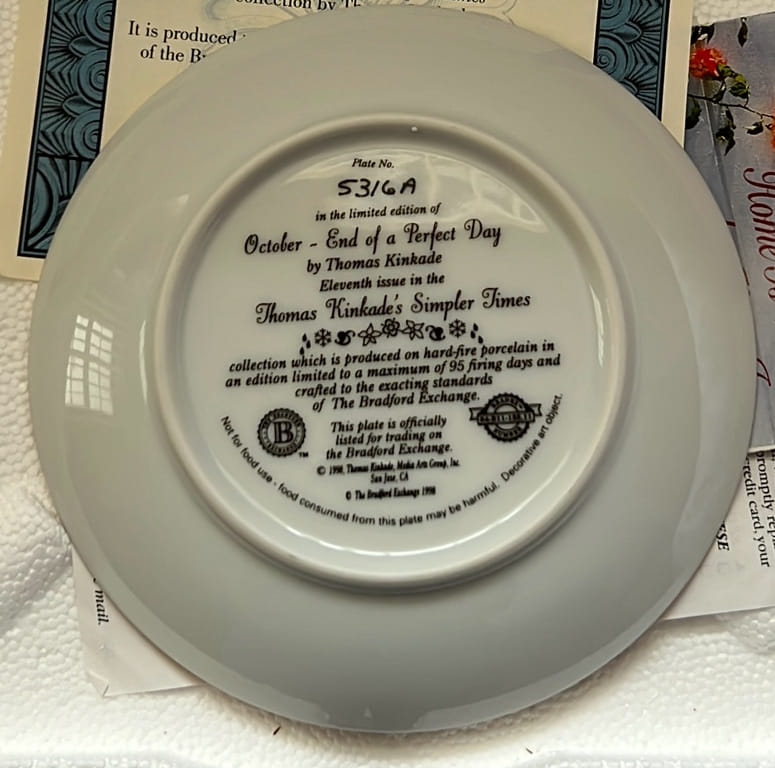 collection by
It is produced
of the B
Plate No.
5316A
in the limited edition of
October - End of a Perfect Day
by Thomas Kinkade
Eleventh issue in the
Thomas Kinkade's Simpler Times
collection which is produced on hard-fire porcelain in
an edition limited to a maximum of 95 firing days and
crafted to the exacting standards
of The Bradford Exchange.
B
TM
This plate is officially
listed for trading on
the Bradford Exchange.
© 1998, Thomas Kinkade, Media Arts Group, Inc.
San Jose, CA
© The Bradford Exchange 1998
Not for food use - food consumed from this plate may be harmful. Decorative art object.
Home
promptly
credit card, your
mail.